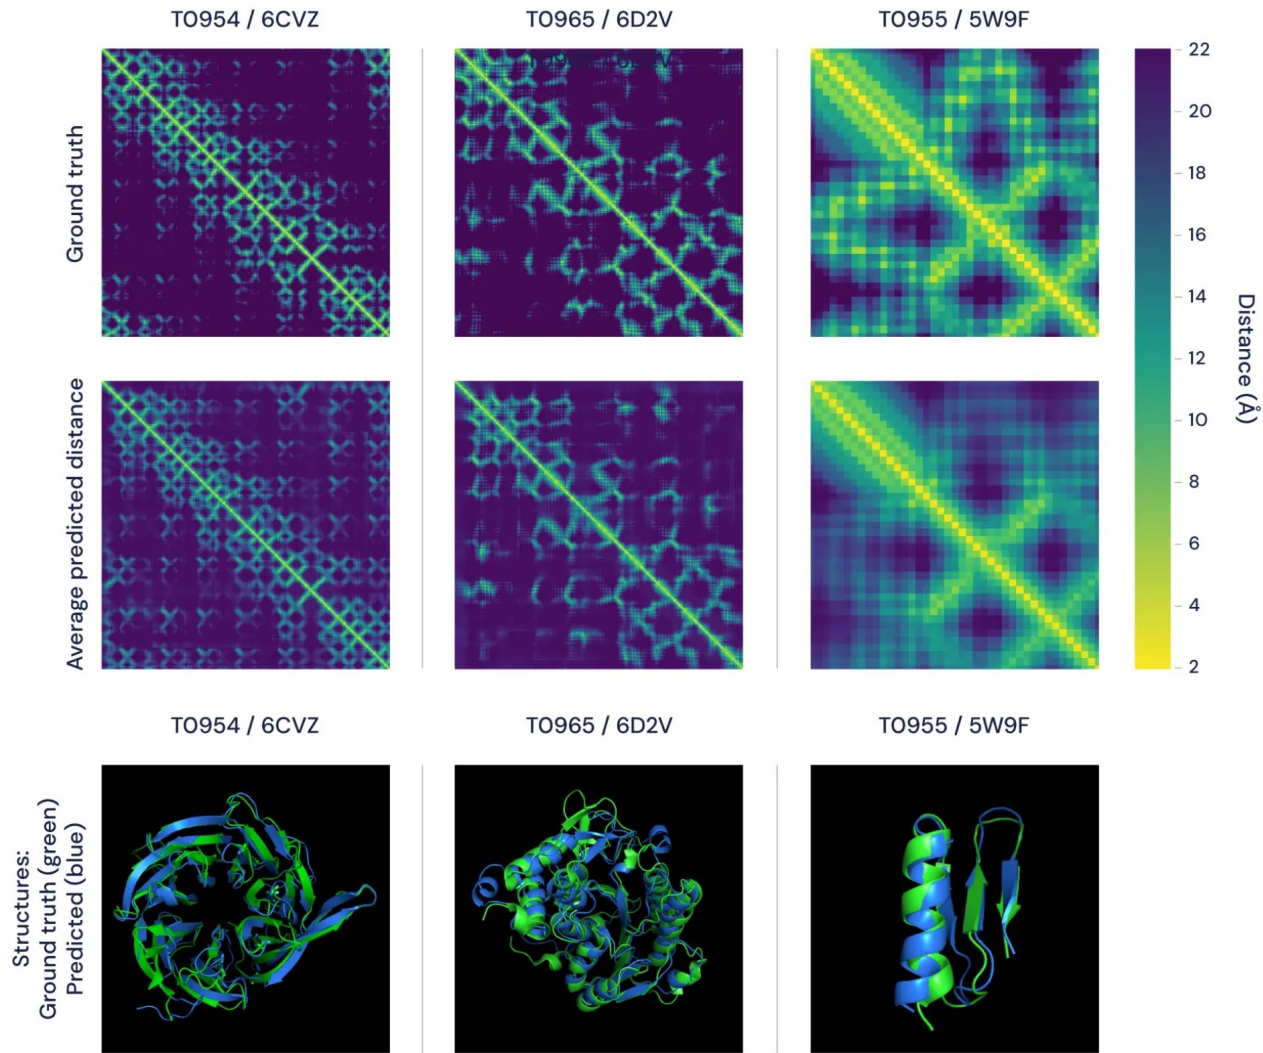 T0954 / 6CVZ
T0965 / 6D2V
T0955 / 5W9F
Ground truth
22
20
18
16
14
12
10
8
6
4
2
Distance (Å)
Average predicted distance
T0954 / 6CVZ
T0965 / 6D2V
T0955 / 5W9F
Structures:
Ground truth (green)
Predicted (blue)